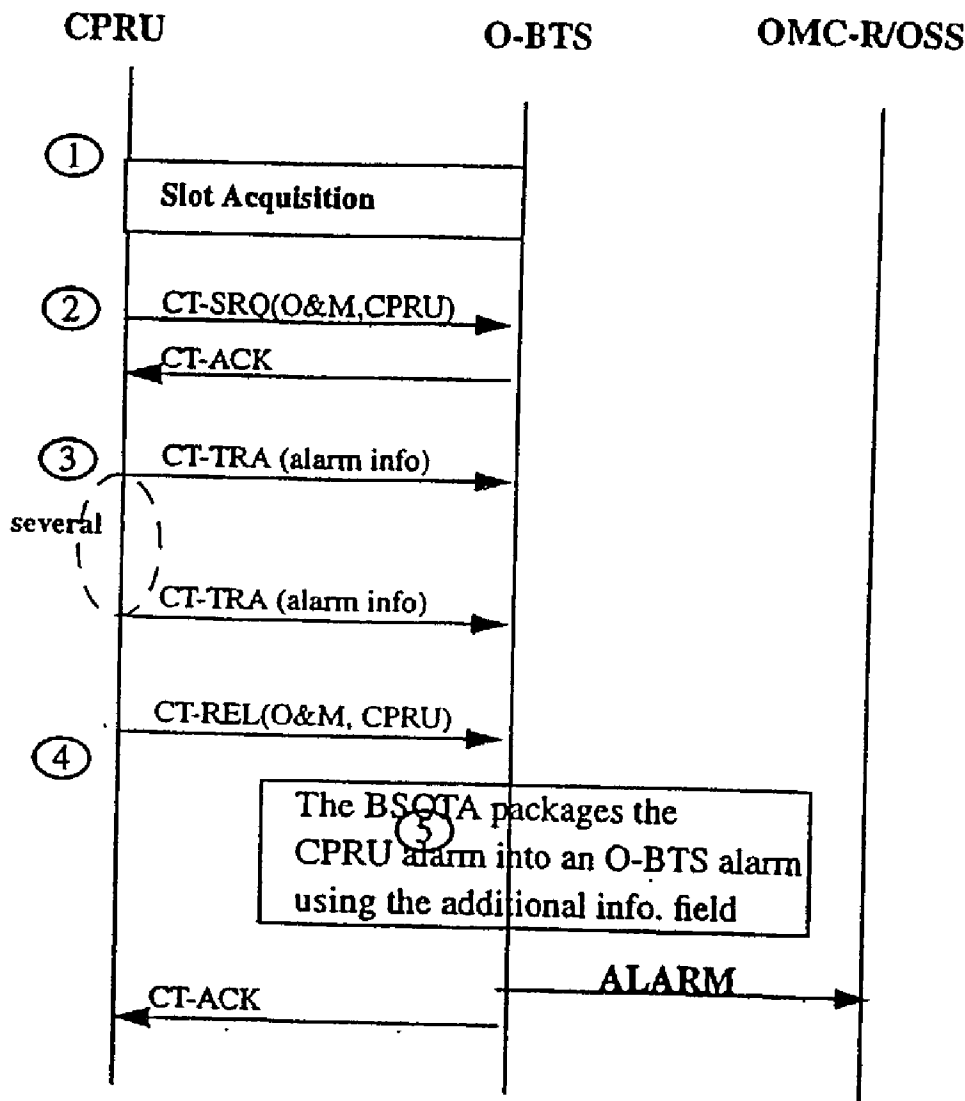 CPRU O-BTS OMC-R/OSS
1
Slot Acquisition
2
CT-SRQ(O&M,CPRU)
CT-ACK
3
CT-TRA (alarm info)
several
CT-TRA (alarm info)
CT-REL(O&M, CPRU)
4
The BSOTA packages the
5
CPRU alarm into an O-BTS alarm
using the additional info. field
ALARM
CT-ACK